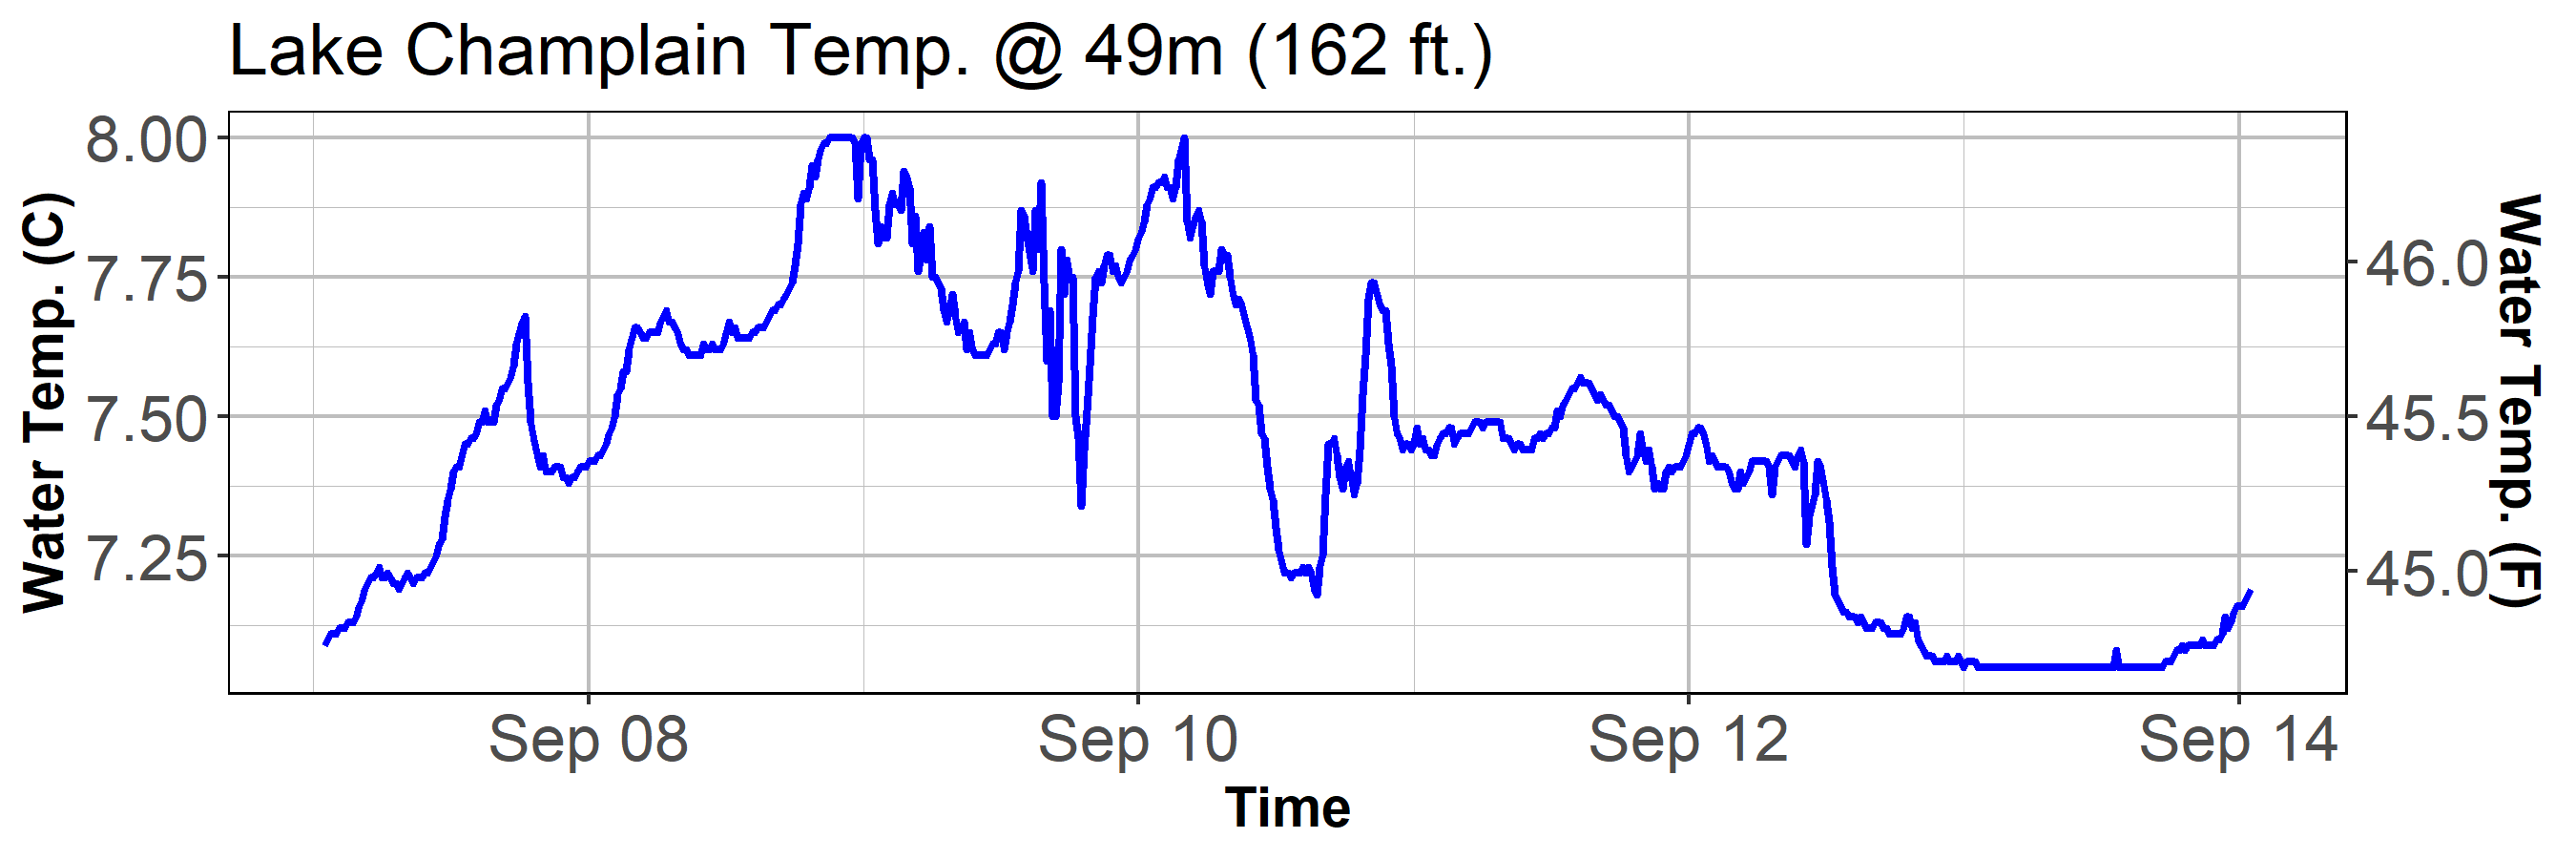 Lake Champlain Temp. @ 49m (162 ft.)
Water Temp. (C)
8.00
7.75
7.50
7.25
46.0
45.5
45.0
Water Temp. (F)
Sep 08 Sep 10 Sep 12 Sep 14
Time